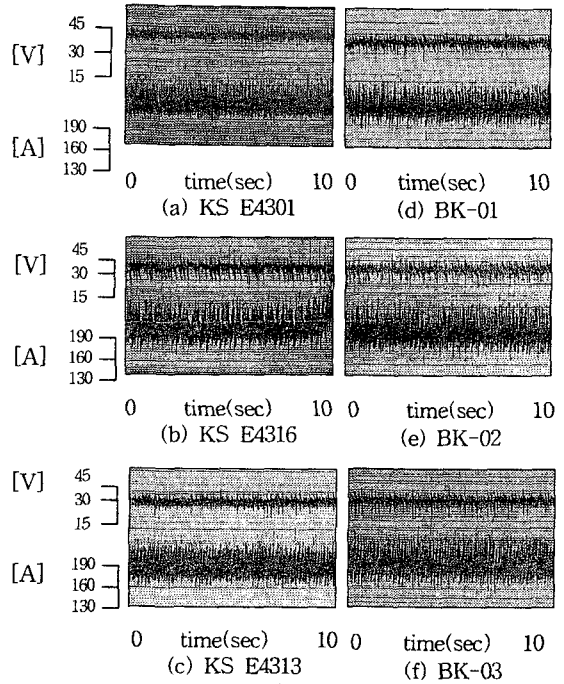 45
[V] 30
15
190
[A] 160
130
0 time(sec) 10 0 time(sec) 10
(a) KS E4301 (d) BK-01
45
[V] 30
15
190
[A] 160
130
0 time(sec) 10 0 time(sec) 10
(b) KS E4316 (e) BK-02
[V] 45
30
15
[A] 190
160
130
0 time(sec) 10 0 time(sec) 10
(c) KS E4313 (f) BK-03